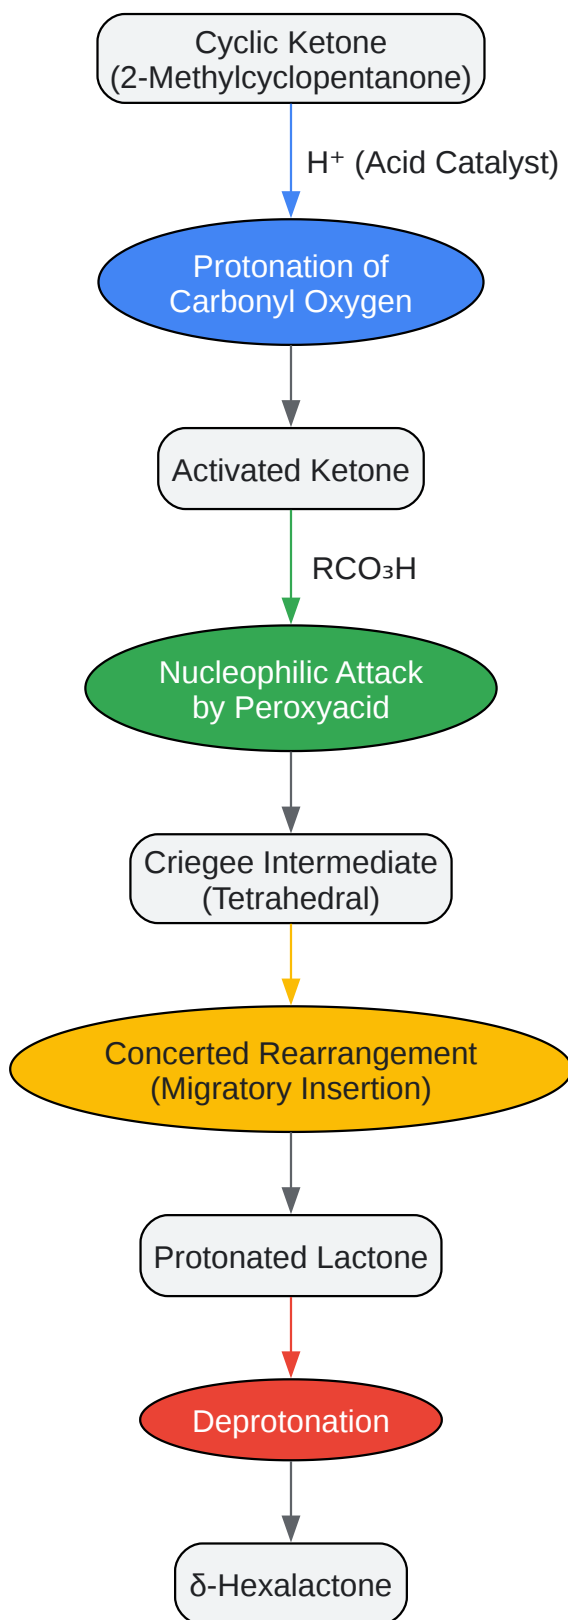 Cyclic Ketone
(2-Methylcyclopentanone)
H⁺ (Acid Catalyst)
Protonation of
Carbonyl Oxygen
Activated Ketone
RCO₃H
Nucleophilic Attack
by Peroxyacid
Criegee Intermediate
(Tetrahedral)
Concerted Rearrangement
(Migratory Insertion)
Protonated Lactone
Deprotonation
δ-Hexalactone